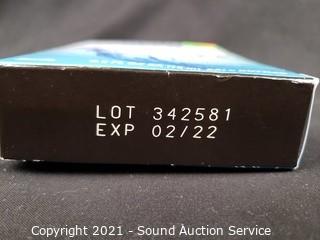 LOT 342581
EXP 02/22
Copyright 2021 - Sound Auction Service